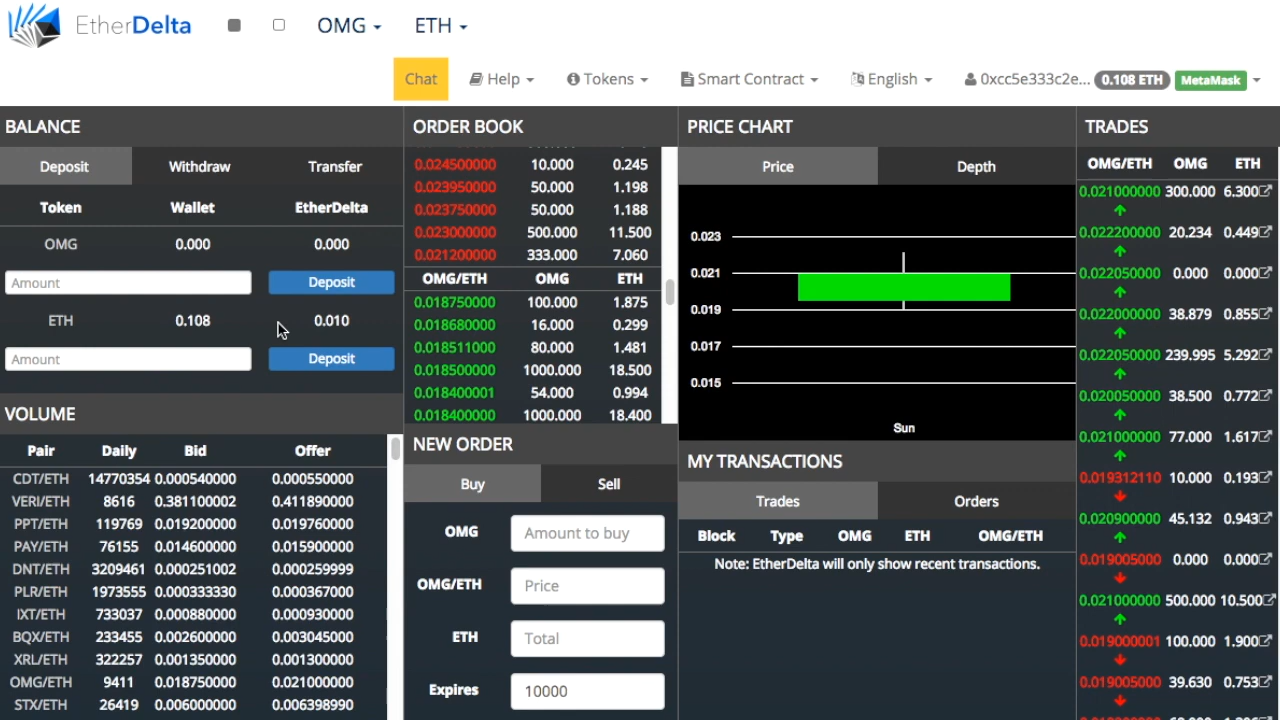 EtherDelta OMG ETH
Chat Help Tokens Smart Contract English 0xcc5e333c2e... 0.108 ETH MetaMask
BALANCE
Deposit Withdraw Transfer
Token Wallet EtherDelta
OMG 0.000 0.000
Amount Deposit
ETH 0.108 0.010
Amount Deposit
VOLUME
Pair Daily Bid Offer
CDT/ETH 14770354 0.000540000 0.000550000
VERI/ETH 8616 0.381100002 0.411890000
PPT/ETH 119769 0.019200000 0.019760000
PAY/ETH 76155 0.014600000 0.015900000
DNT/ETH 3209461 0.000251002 0.000259999
PLR/ETH 1973555 0.000333330 0.000367000
IXT/ETH 733037 0.000880000 0.000930000
BQX/ETH 233455 0.002600000 0.003045000
XRL/ETH 322257 0.001350000 0.001300000
OMG/ETH 9411 0.018750000 0.021000000
STX/ETH 26419 0.006000000 0.006398990
ORDER BOOK
0.024500000 10.000 0.245
0.023950000 50.000 1.198
0.023750000 50.000 1.188
0.023000000 500.000 11.500
0.021200000 333.000 7.060
OMG/ETH OMG ETH
0.018750000 100.000 1.875
0.018680000 16.000 0.299
0.018511000 80.000 1.481
0.018500000 1000.000 18.500
0.018400001 54.000 0.994
0.018400000 1000.000 18.400
NEW ORDER
Buy Sell
OMG Amount to buy
OMG/ETH Price
ETH Total
Expires 10000
PRICE CHART
Price Depth
0.023
0.021
0.019
0.017
0.015
Sun
MY TRANSACTIONS
Trades Orders
Block Type OMG ETH OMG/ETH
Note: EtherDelta will only show recent transactions.
TRADES
OMG/ETH OMG ETH
0.021000000 300.000 6.300
0.022200000 20.234 0.449
0.022050000 0.000 0.000
0.022000000 38.879 0.855
0.022050000 239.995 5.292
0.020050000 38.500 0.772
0.021000000 77.000 1.617
0.019312110 10.000 0.193
0.020900000 45.132 0.943
0.019005000 0.000 0.000
0.021000000 500.000 10.500
0.019000001 100.000 1.900
0.019005000 39.630 0.753